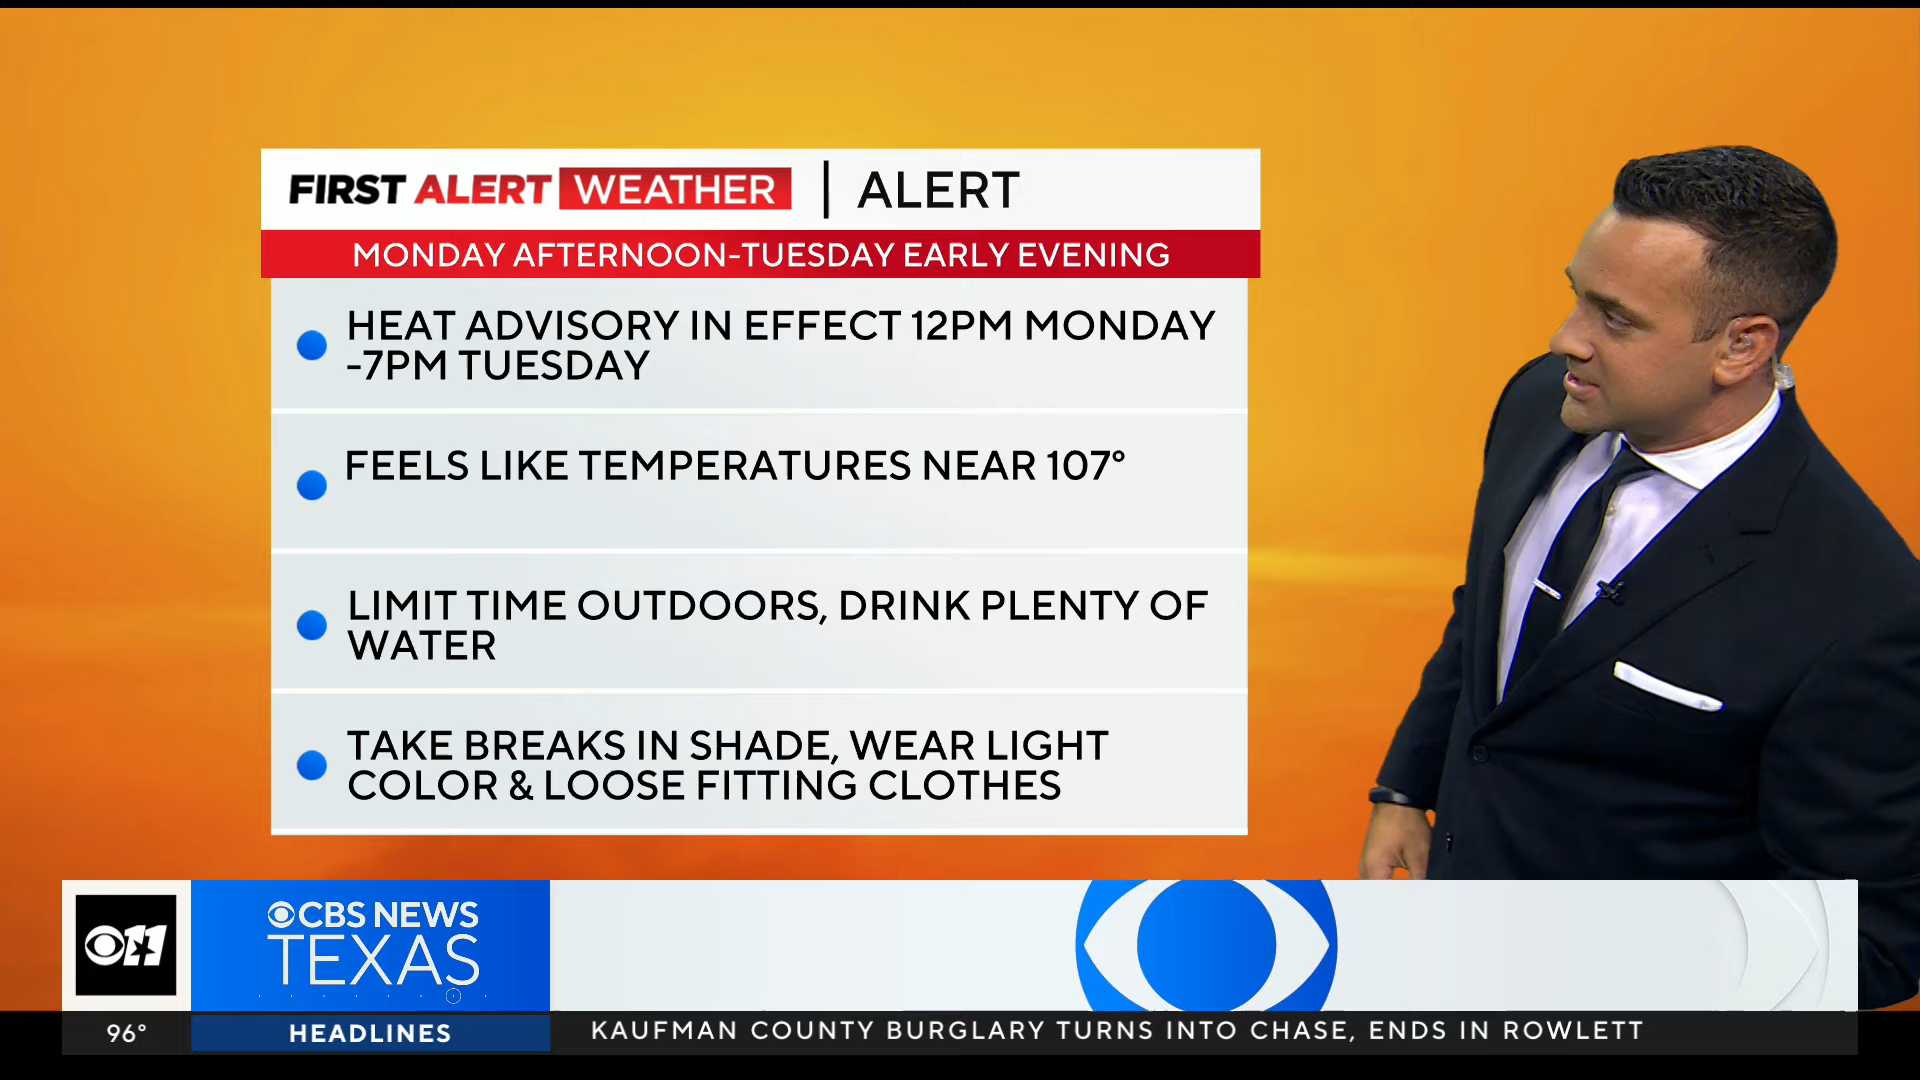 FIRST ALERT WEATHER | ALERT
MONDAY AFTERNOON-TUESDAY EARLY EVENING
HEAT ADVISORY IN EFFECT 12PM MONDAY
-7PM TUESDAY
FEELS LIKE TEMPERATURES NEAR 107°
LIMIT TIME OUTDOORS, DRINK PLENTY OF
WATER
TAKE BREAKS IN SHADE, WEAR LIGHT
COLOR & LOOSE FITTING CLOTHES
11
CBS NEWS
TEXAS
96°
HEADLINES
KAUFMAN COUNTY BURGLARY TURNS INTO CHASE, ENDS IN ROWLETT